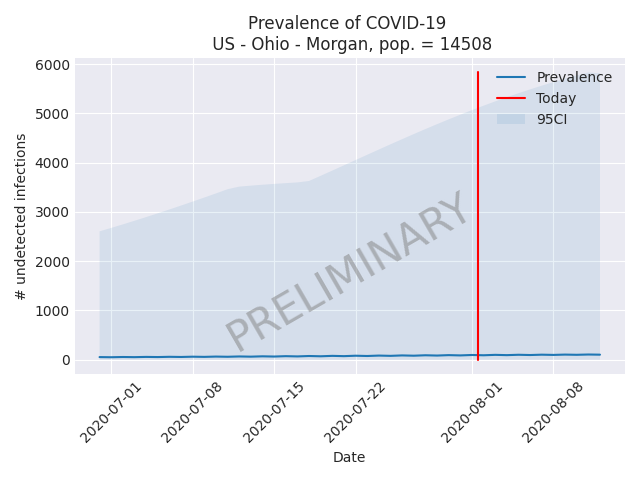 Prevalence of COVID-19
US - Ohio - Morgan, pop. = 14508
# undetected infections
6000
5000
4000
3000
2000
1000
0
Prevalence
Today
95CI
PRELIMINARY
2020-07-01
2020-07-08
2020-07-15
2020-07-22
2020-08-01
2020-08-08
Date